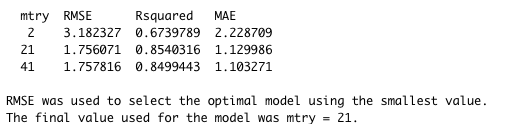 mtry RMSE Rsquared MAE
2 3.182327 0.6739789 2.228709
21 1.756071 0.8540316 1.129986
41 1.757816 0.8499443 1.103271
RMSE was used to select the optimal model using the smallest value.
The final value used for the model was mtry = 21.